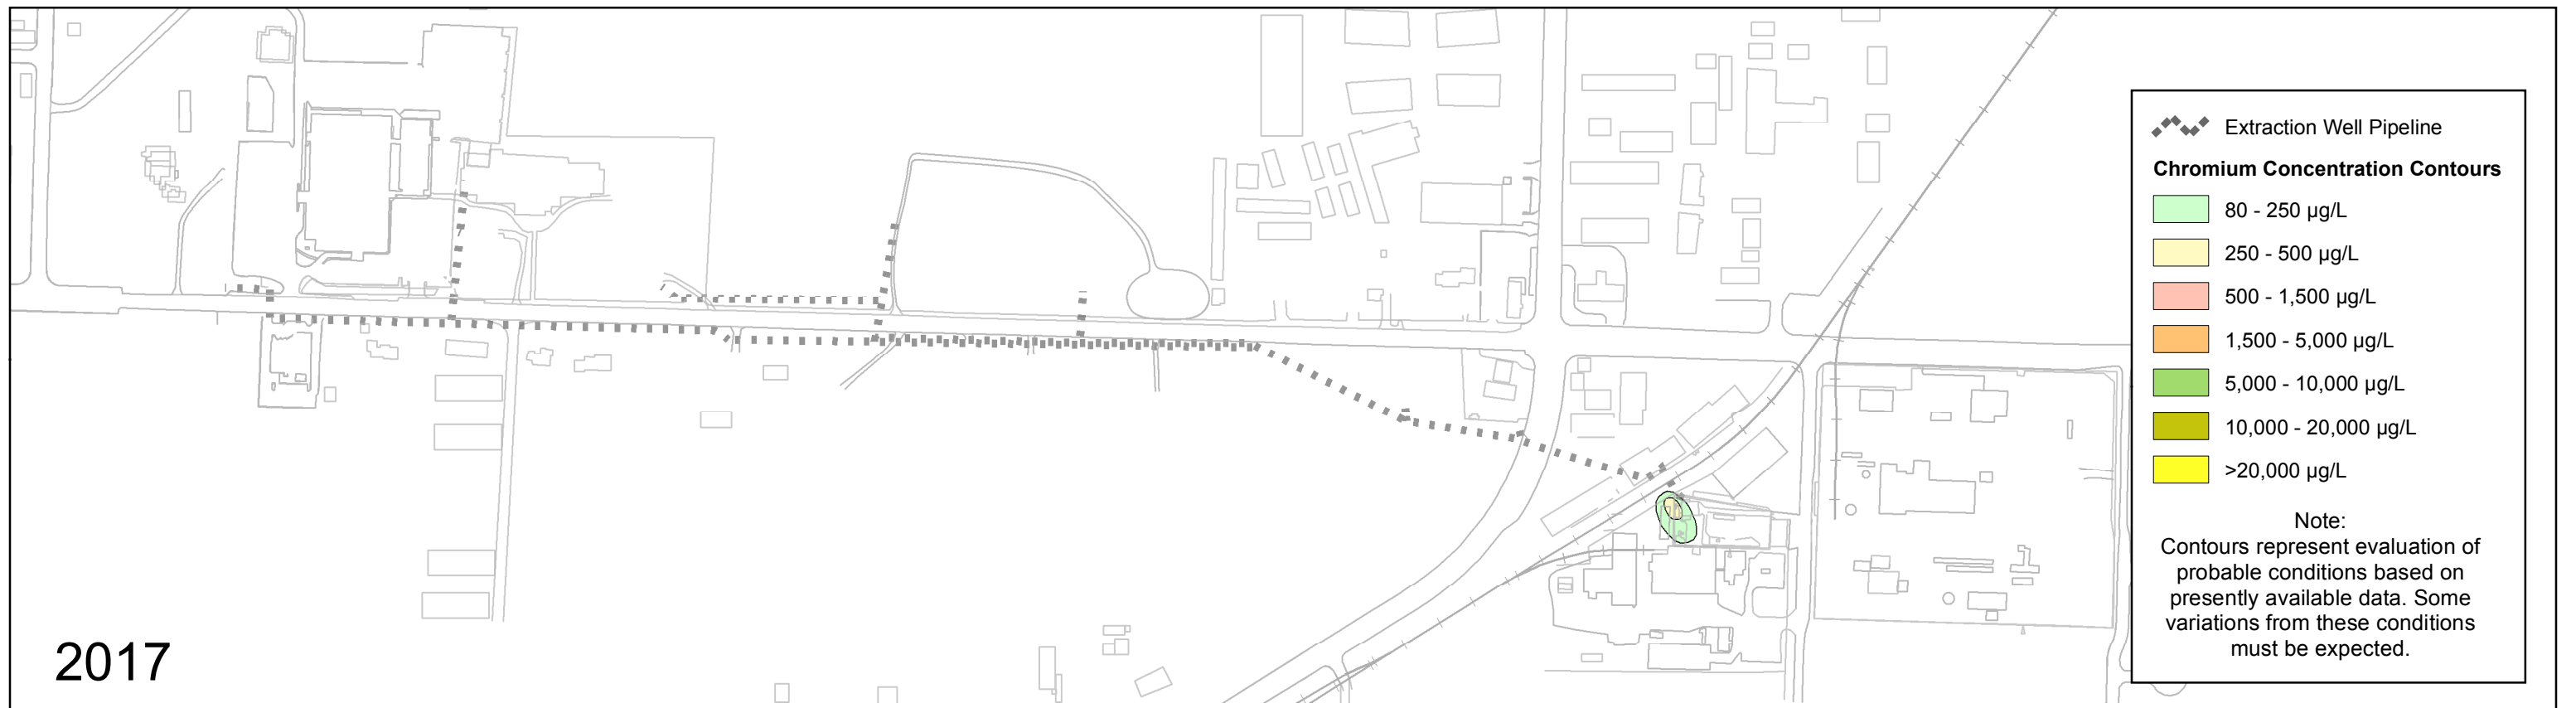 Extraction Well Pipeline
Chromium Concentration Contours
80 - 250 µg/L
250 - 500 µg/L
500 - 1,500 µg/L
1,500 - 5,000 µg/L
5,000 - 10,000 µg/L
10,000 - 20,000 µg/L
>20,000 µg/L
Note:
Contours represent evaluation of
probable conditions based on
presently available data. Some
variations from these conditions
must be expected.
2017